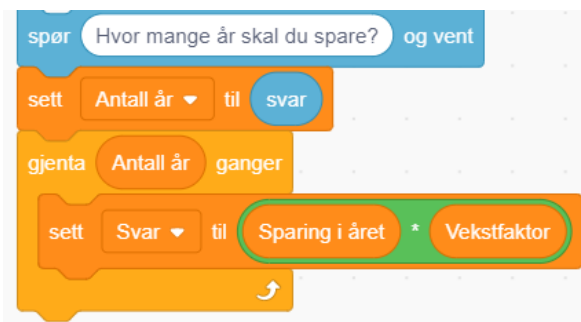 spør Hvor mange år skal du spare? og vent
sett Antall år til svar
gjenta Antall år ganger
sett Svar til Sparing i året * Vekstfaktor